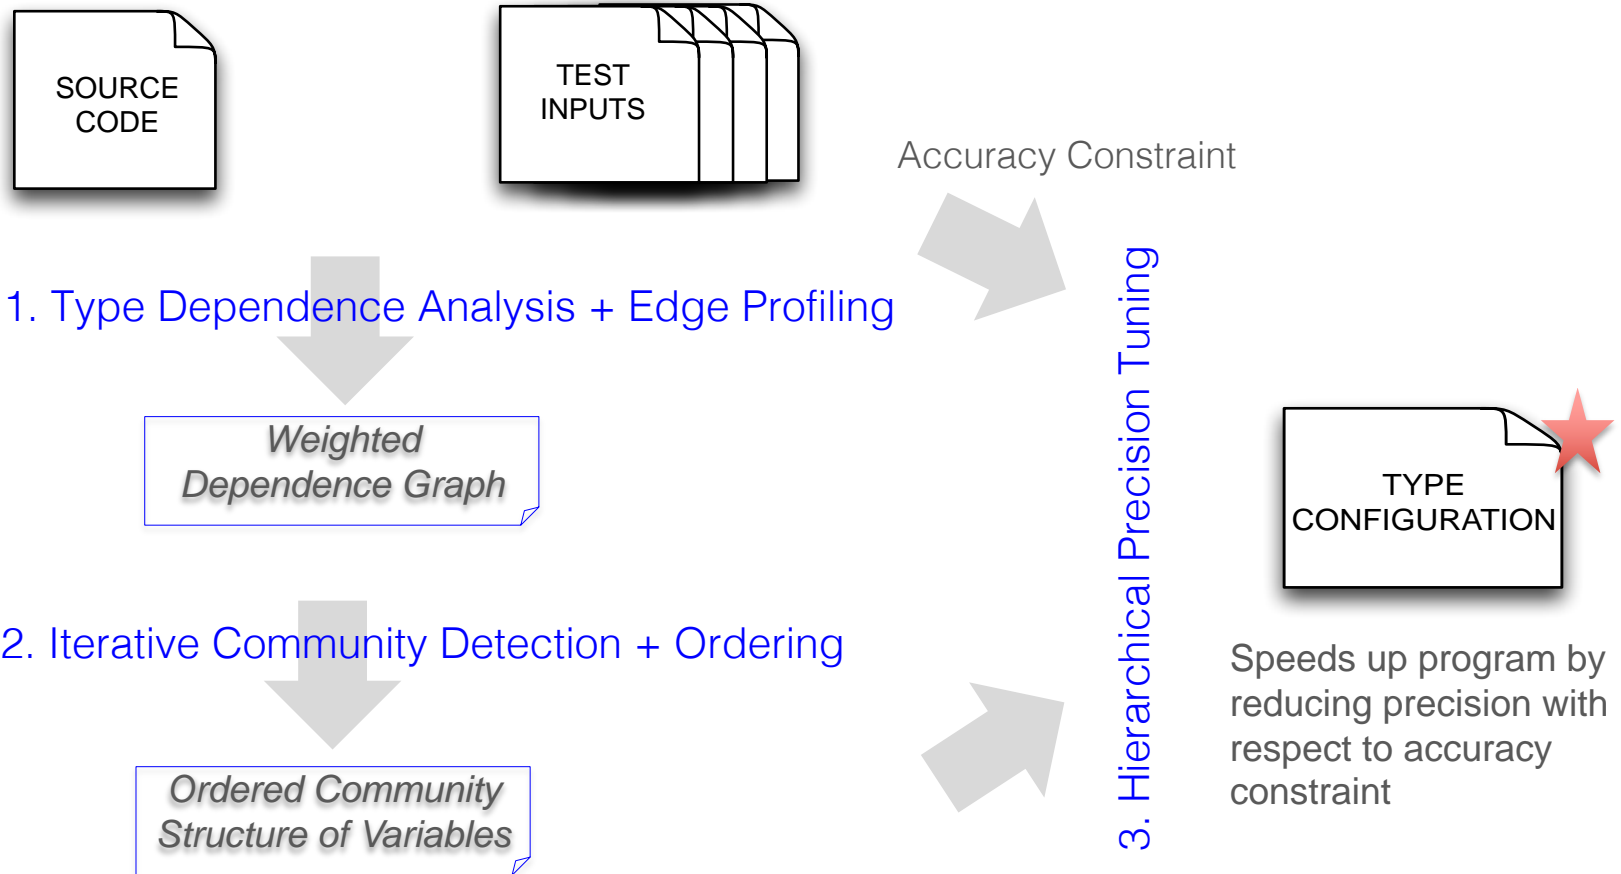 SOURCE
CODE
TEST
INPUTS
Accuracy Constraint
1. Type Dependence Analysis + Edge Profiling
Weighted
Dependence Graph
2. Iterative Community Detection + Ordering
Ordered Community
Structure of Variables
3. Hierarchical Precision Tuning
TYPE
CONFIGURATION
Speeds up program by
reducing precision with
respect to accuracy
constraint